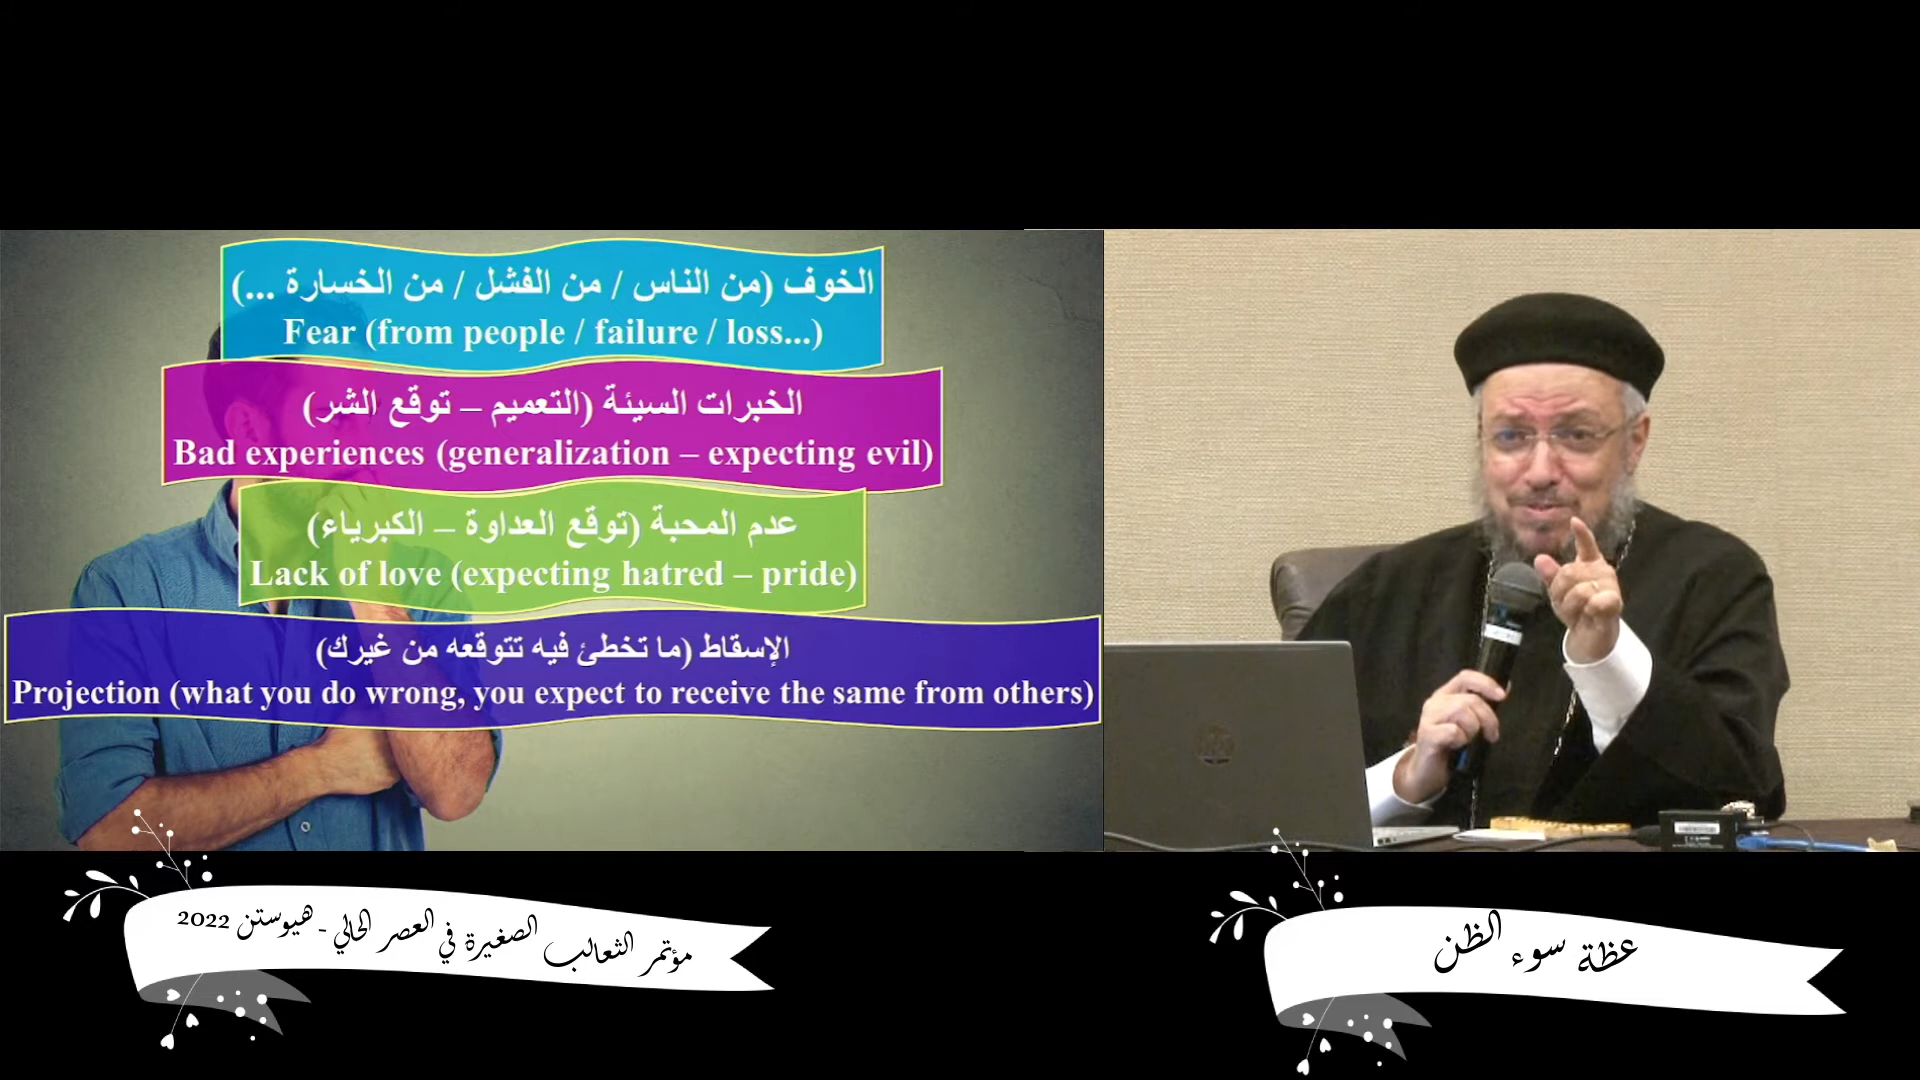 الخوف (من الناس / من الفشل / من الخسارة ...)
Fear (from people / failure / loss...)
الخبرات السيئة (التعميم – توقع الشر)
Bad experiences (generalization – expecting evil)
عدم المحبة (توقع العداوة – الكبرياء)
Lack of love (expecting hatred – pride)
الإسقاط (ما تخطئ فيه تتوقعه من غيرك)
Projection (what you do wrong, you expect to receive the same from others)
مؤتمر الثعالب الصغيرة في العصر الحالي - هيوستن 2022
عظة سوء الظن